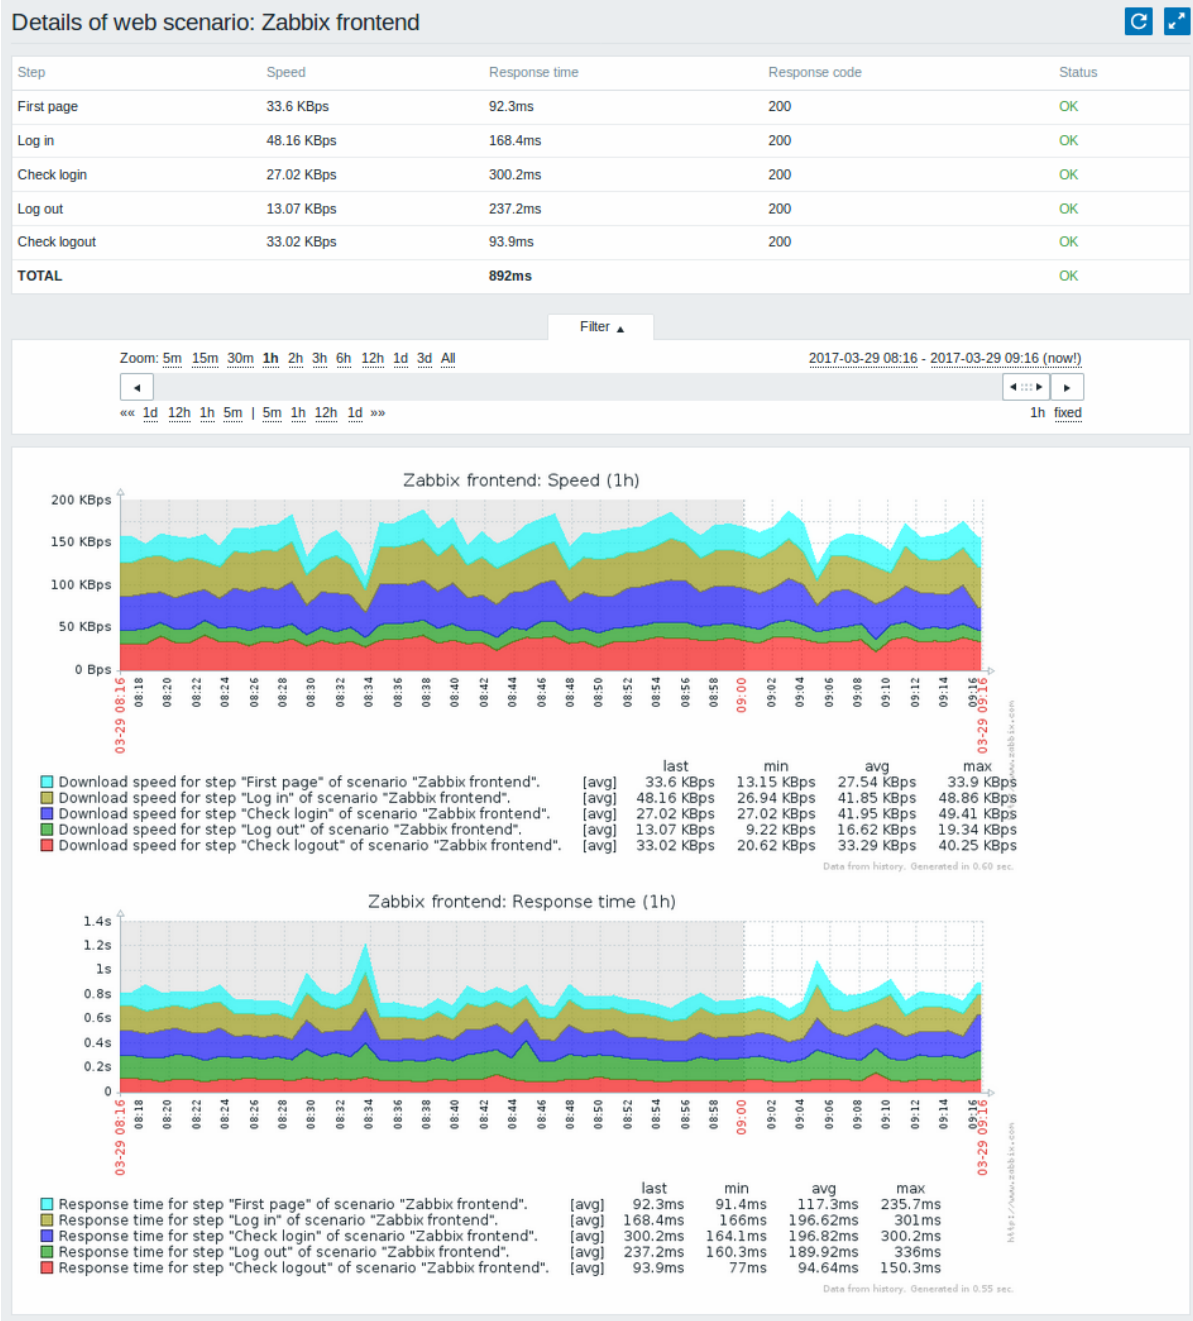 Details of web scenario: Zabbix frontend
Step Speed Response time Response code Status
First page 33.6 KBps 92.3ms 200 OK
Log in 48.16 KBps 168.4ms 200 OK
Check login 27.02 KBps 300.2ms 200 OK
Log out 13.07 KBps 237.2ms 200 OK
Check logout 33.02 KBps 93.9ms 200 OK
TOTAL 892ms OK
Filter ▲
Zoom: 5m 15m 30m 1h 2h 3h 6h 12h 1d 3d All 2017-03-29 08:16 - 2017-03-29 09:16 (now!)
«« 1d 12h 1h 5m | 5m 1h 12h 1d »» 1h fixed
Zabbix frontend: Speed (1h)
200 KBps
150 KBps
100 KBps
50 KBps
0 Bps
03-29 08:16 08:18 08:20 08:22 08:24 08:26 08:28 08:30 08:32 08:34 08:36 08:38 08:40 08:42 08:44 08:46 08:48 08:50 08:52 08:54 08:56 08:58 09:00 09:02 09:04 09:06 09:08 09:10 09:12 09:14 09:16 03-29 09:16
last min avg max
Download speed for step "First page" of scenario "Zabbix frontend". [avg] 33.6 KBps 13.15 KBps 27.54 KBps 33.9 KBps
Download speed for step "Log in" of scenario "Zabbix frontend". [avg] 48.16 KBps 26.94 KBps 41.85 KBps 48.86 KBps
Download speed for step "Check login" of scenario "Zabbix frontend". [avg] 27.02 KBps 27.02 KBps 41.95 KBps 49.41 KBps
Download speed for step "Log out" of scenario "Zabbix frontend". [avg] 13.07 KBps 9.22 KBps 16.62 KBps 19.34 KBps
Download speed for step "Check logout" of scenario "Zabbix frontend". [avg] 33.02 KBps 20.62 KBps 33.29 KBps 40.25 KBps
Data from history. Generated in 0.60 sec.
Zabbix frontend: Response time (1h)
1.4s
1.2s
1s
0.8s
0.6s
0.4s
0.2s
0
03-29 08:16 08:18 08:20 08:22 08:24 08:26 08:28 08:30 08:32 08:34 08:36 08:38 08:40 08:42 08:44 08:46 08:48 08:50 08:52 08:54 08:56 08:58 09:00 09:02 09:04 09:06 09:08 09:10 09:12 09:14 09:16 03-29 09:16
http://www.zabbix.com
last min avg max
Response time for step "First page" of scenario "Zabbix frontend". [avg] 92.3ms 91.4ms 117.3ms 235.7ms
Response time for step "Log in" of scenario "Zabbix frontend". [avg] 168.4ms 166ms 196.62ms 301ms
Response time for step "Check login" of scenario "Zabbix frontend". [avg] 300.2ms 164.1ms 196.82ms 300.2ms
Response time for step "Log out" of scenario "Zabbix frontend". [avg] 237.2ms 160.3ms 189.92ms 336ms
Response time for step "Check logout" of scenario "Zabbix frontend". [avg] 93.9ms 77ms 94.64ms 150.3ms
Data from history. Generated in 0.55 sec.